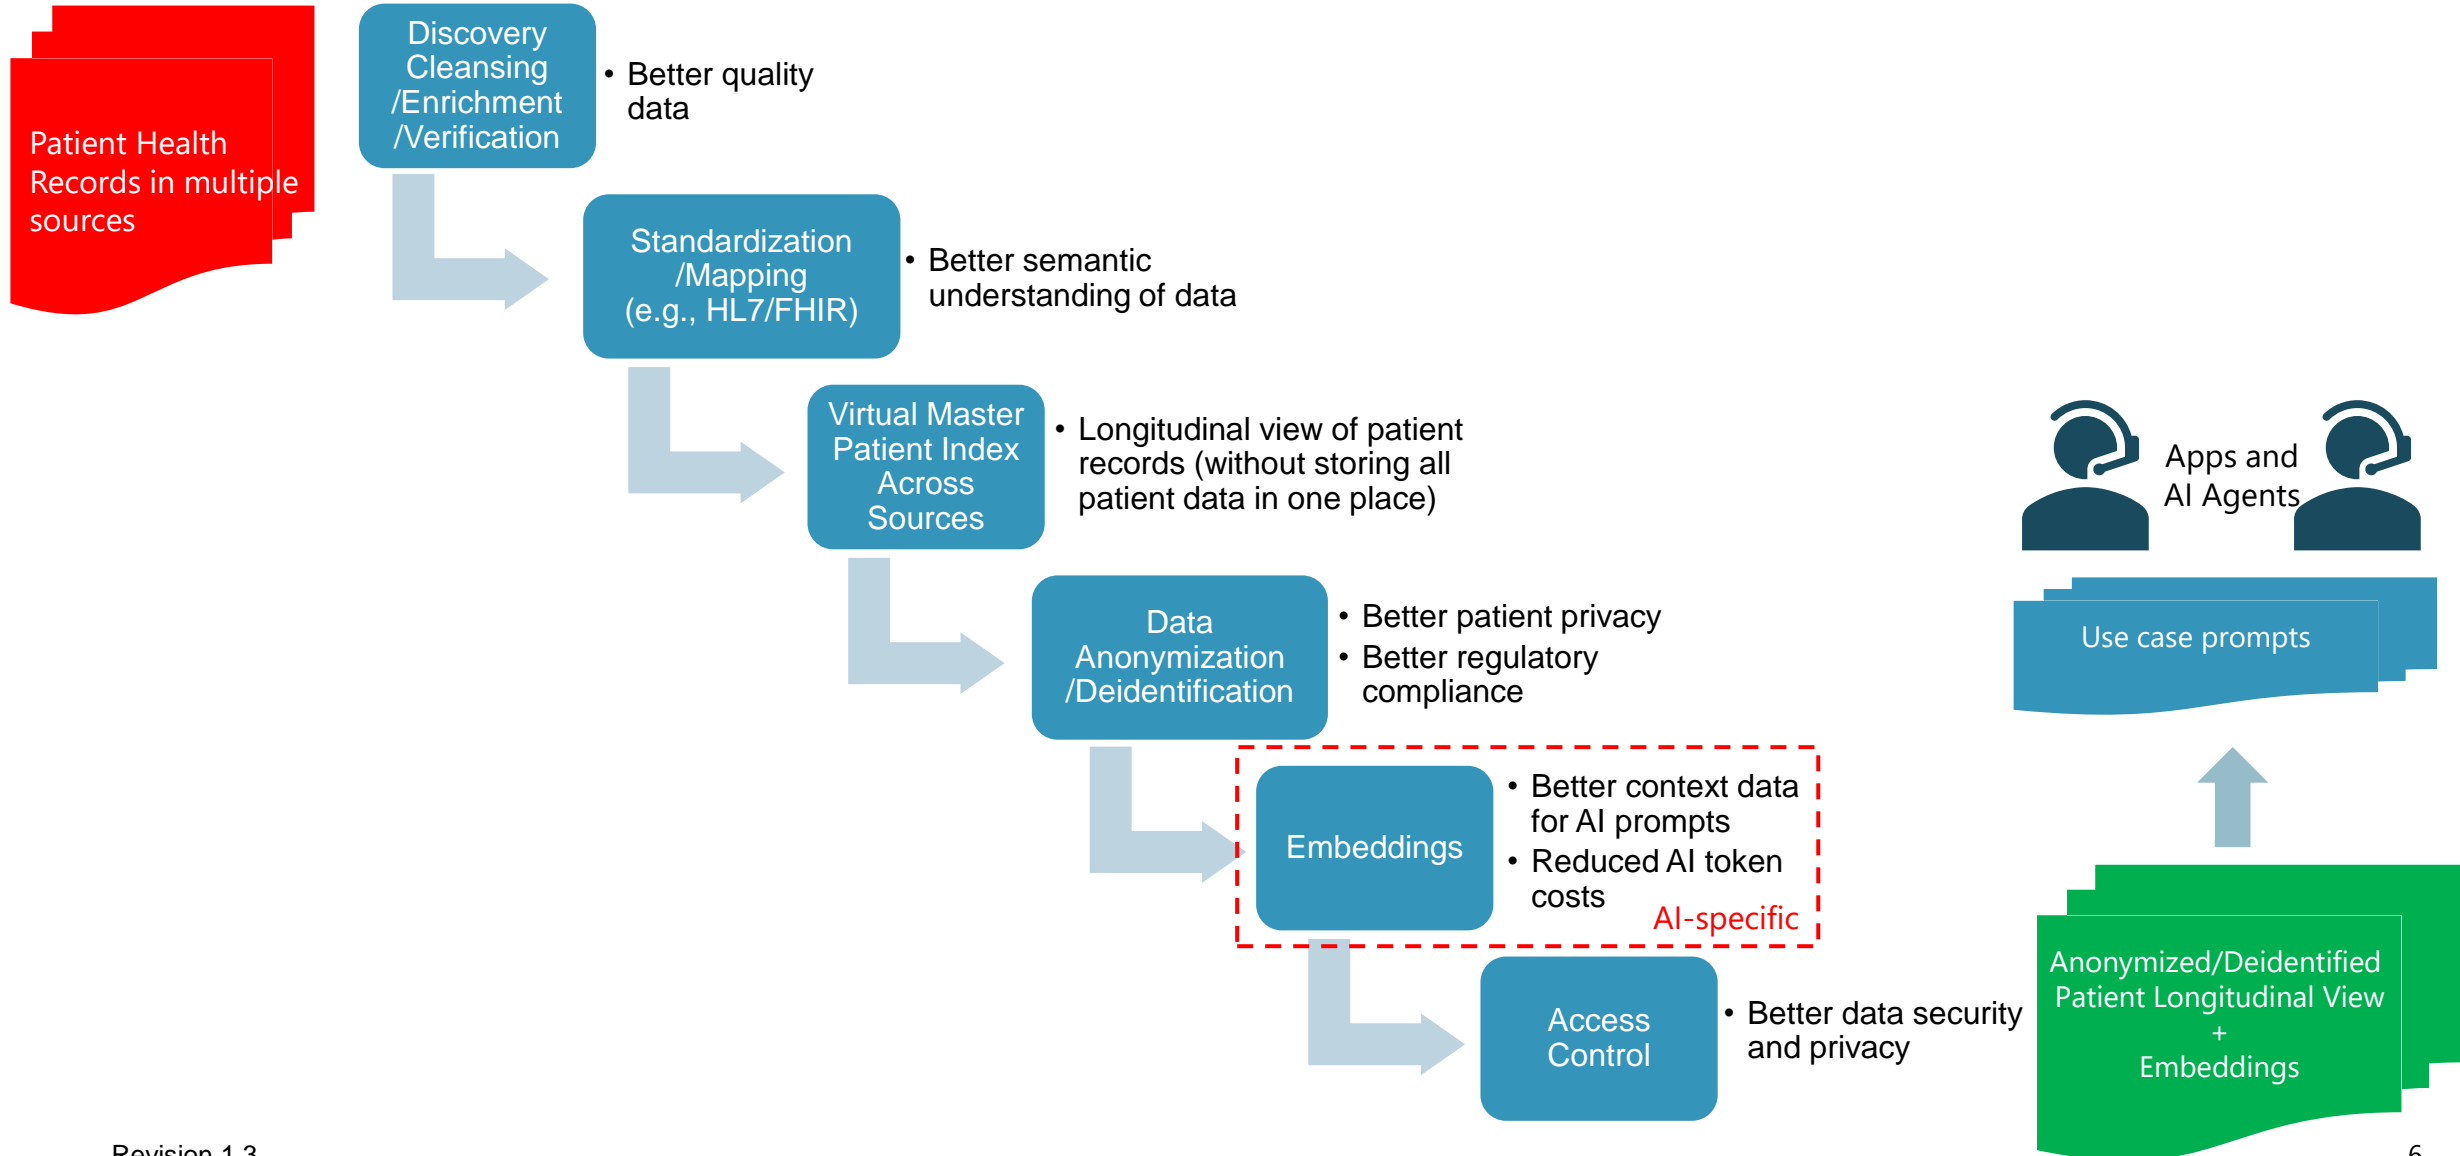 Patient Health
Records in multiple
sources
Discovery
Cleansing
/Enrichment
/Verification
• Better quality
data
Standardization
/Mapping
(e.g., HL7/FHIR)
• Better semantic
understanding of data
Virtual Master
Patient Index
Across
Sources
• Longitudinal view of patient
records (without storing all
patient data in one place)
Data
Anonymization
/Deidentification
• Better patient privacy
• Better regulatory
compliance
Embeddings
• Better context data
for AI prompts
• Reduced AI token
costs
AI-specific
Access
Control
• Better data security
and privacy
Apps and
AI Agents
Use case prompts
Anonymized/Deidentified
Patient Longitudinal View
+
Embeddings
Revision 1.3
6